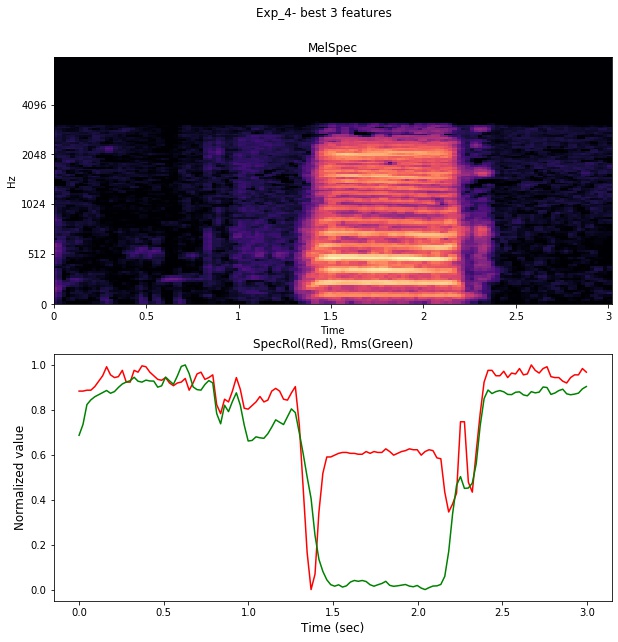 Exp_4- best 3 features
MelSpec
4096
2048
1024
512
0
Hz
0 0.5 1 1.5 2 2.5 3
Time
SpecRol(Red), Rms(Green)
1.0
0.8
0.6
0.4
0.2
0.0
Normalized value
0.0 0.5 1.0 1.5 2.0 2.5 3.0
Time (sec)